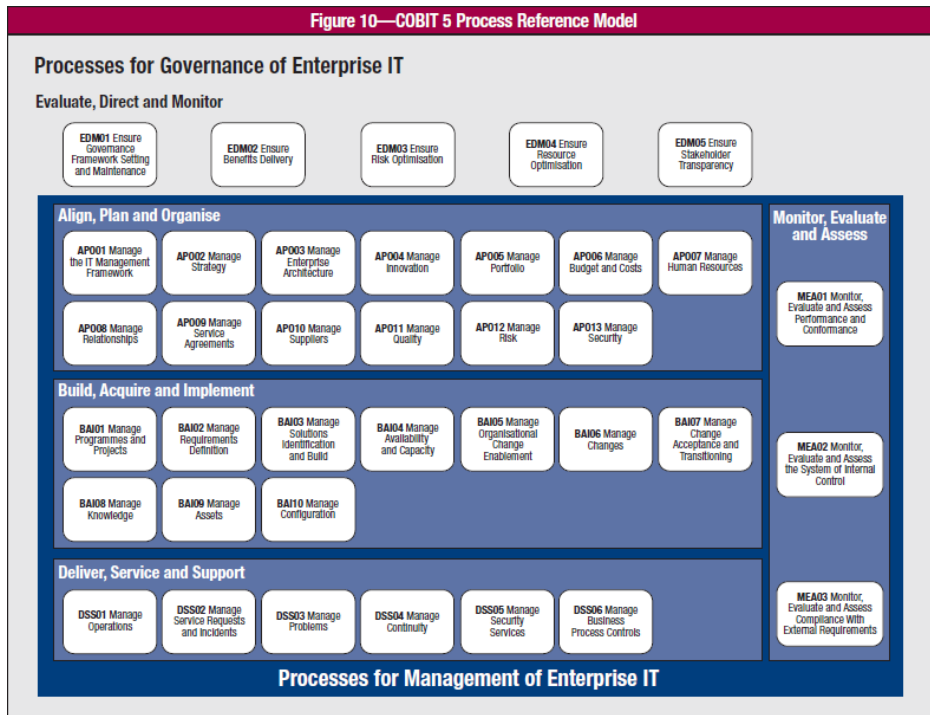 Figure 10—COBIT 5 Process Reference Model
Processes for Governance of Enterprise IT
Evaluate, Direct and Monitor
EDM01 Ensure
Governance
Framework Setting
and Maintenance
EDM02 Ensure
Benefits Delivery
EDM03 Ensure
Risk Optimisation
EDM04 Ensure
Resource
Optimisation
EDM05 Ensure
Stakeholder
Transparency
Align, Plan and Organise
APO01 Manage
the IT Management
Framework
APO02 Manage
Strategy
APO03 Manage
Enterprise
Architecture
APO04 Manage
Innovation
APO05 Manage
Portfolio
APO06 Manage
Budget and Costs
APO07 Manage
Human Resources
APO08 Manage
Relationships
APO09 Manage
Service
Agreements
APO10 Manage
Suppliers
APO11 Manage
Quality
APO12 Manage
Risk
APO13 Manage
Security
Build, Acquire and Implement
BAI01 Manage
Programmes and
Projects
BAI02 Manage
Requirements
Definition
BAI03 Manage
Solutions
Identification
and Build
BAI04 Manage
Availability
and Capacity
BAI05 Manage
Organisational
Change
Enablement
BAI06 Manage
Changes
BAI07 Manage
Change
Acceptance and
Transitioning
BAI08 Manage
Knowledge
BAI09 Manage
Assets
BAI10 Manage
Configuration
Deliver, Service and Support
DSS01 Manage
Operations
DSS02 Manage
Service Requests
and Incidents
DSS03 Manage
Problems
DSS04 Manage
Continuity
DSS05 Manage
Security
Services
DSS06 Manage
Business
Process Controls
Monitor, Evaluate
and Assess
MEA01 Monitor,
Evaluate and Assess
Performance and
Conformance
MEA02 Monitor,
Evaluate and Assess
the System of Internal
Control
MEA03 Monitor,
Evaluate and Assess
Compliance With
External Requirements
Processes for Management of Enterprise IT